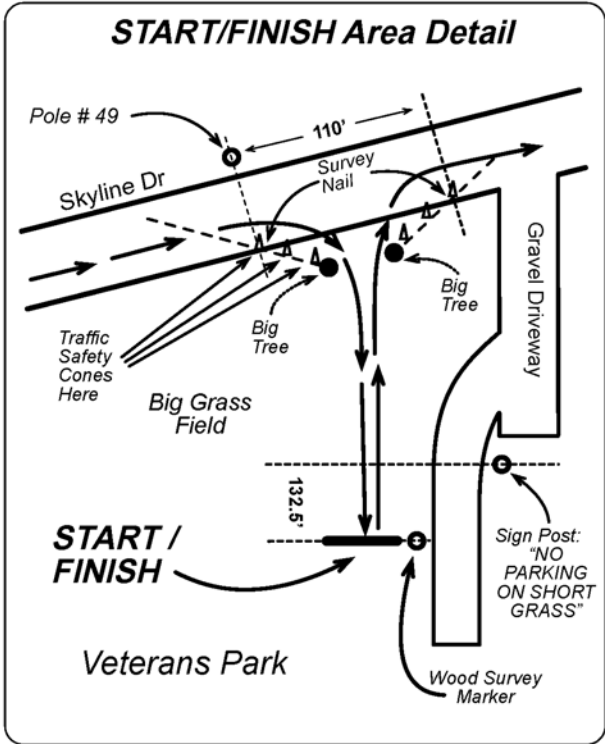 START/FINISH Area Detail
Pole # 49
110'
Survey
Nail
Skyline Dr
Gravel Driveway
Big
Tree
Big
Tree
Traffic
Safety
Cones
Here
Big Grass
Field
132.5'
START /
FINISH
Sign Post:
"NO
PARKING
ON SHORT
GRASS"
Veterans Park
Wood Survey
Marker